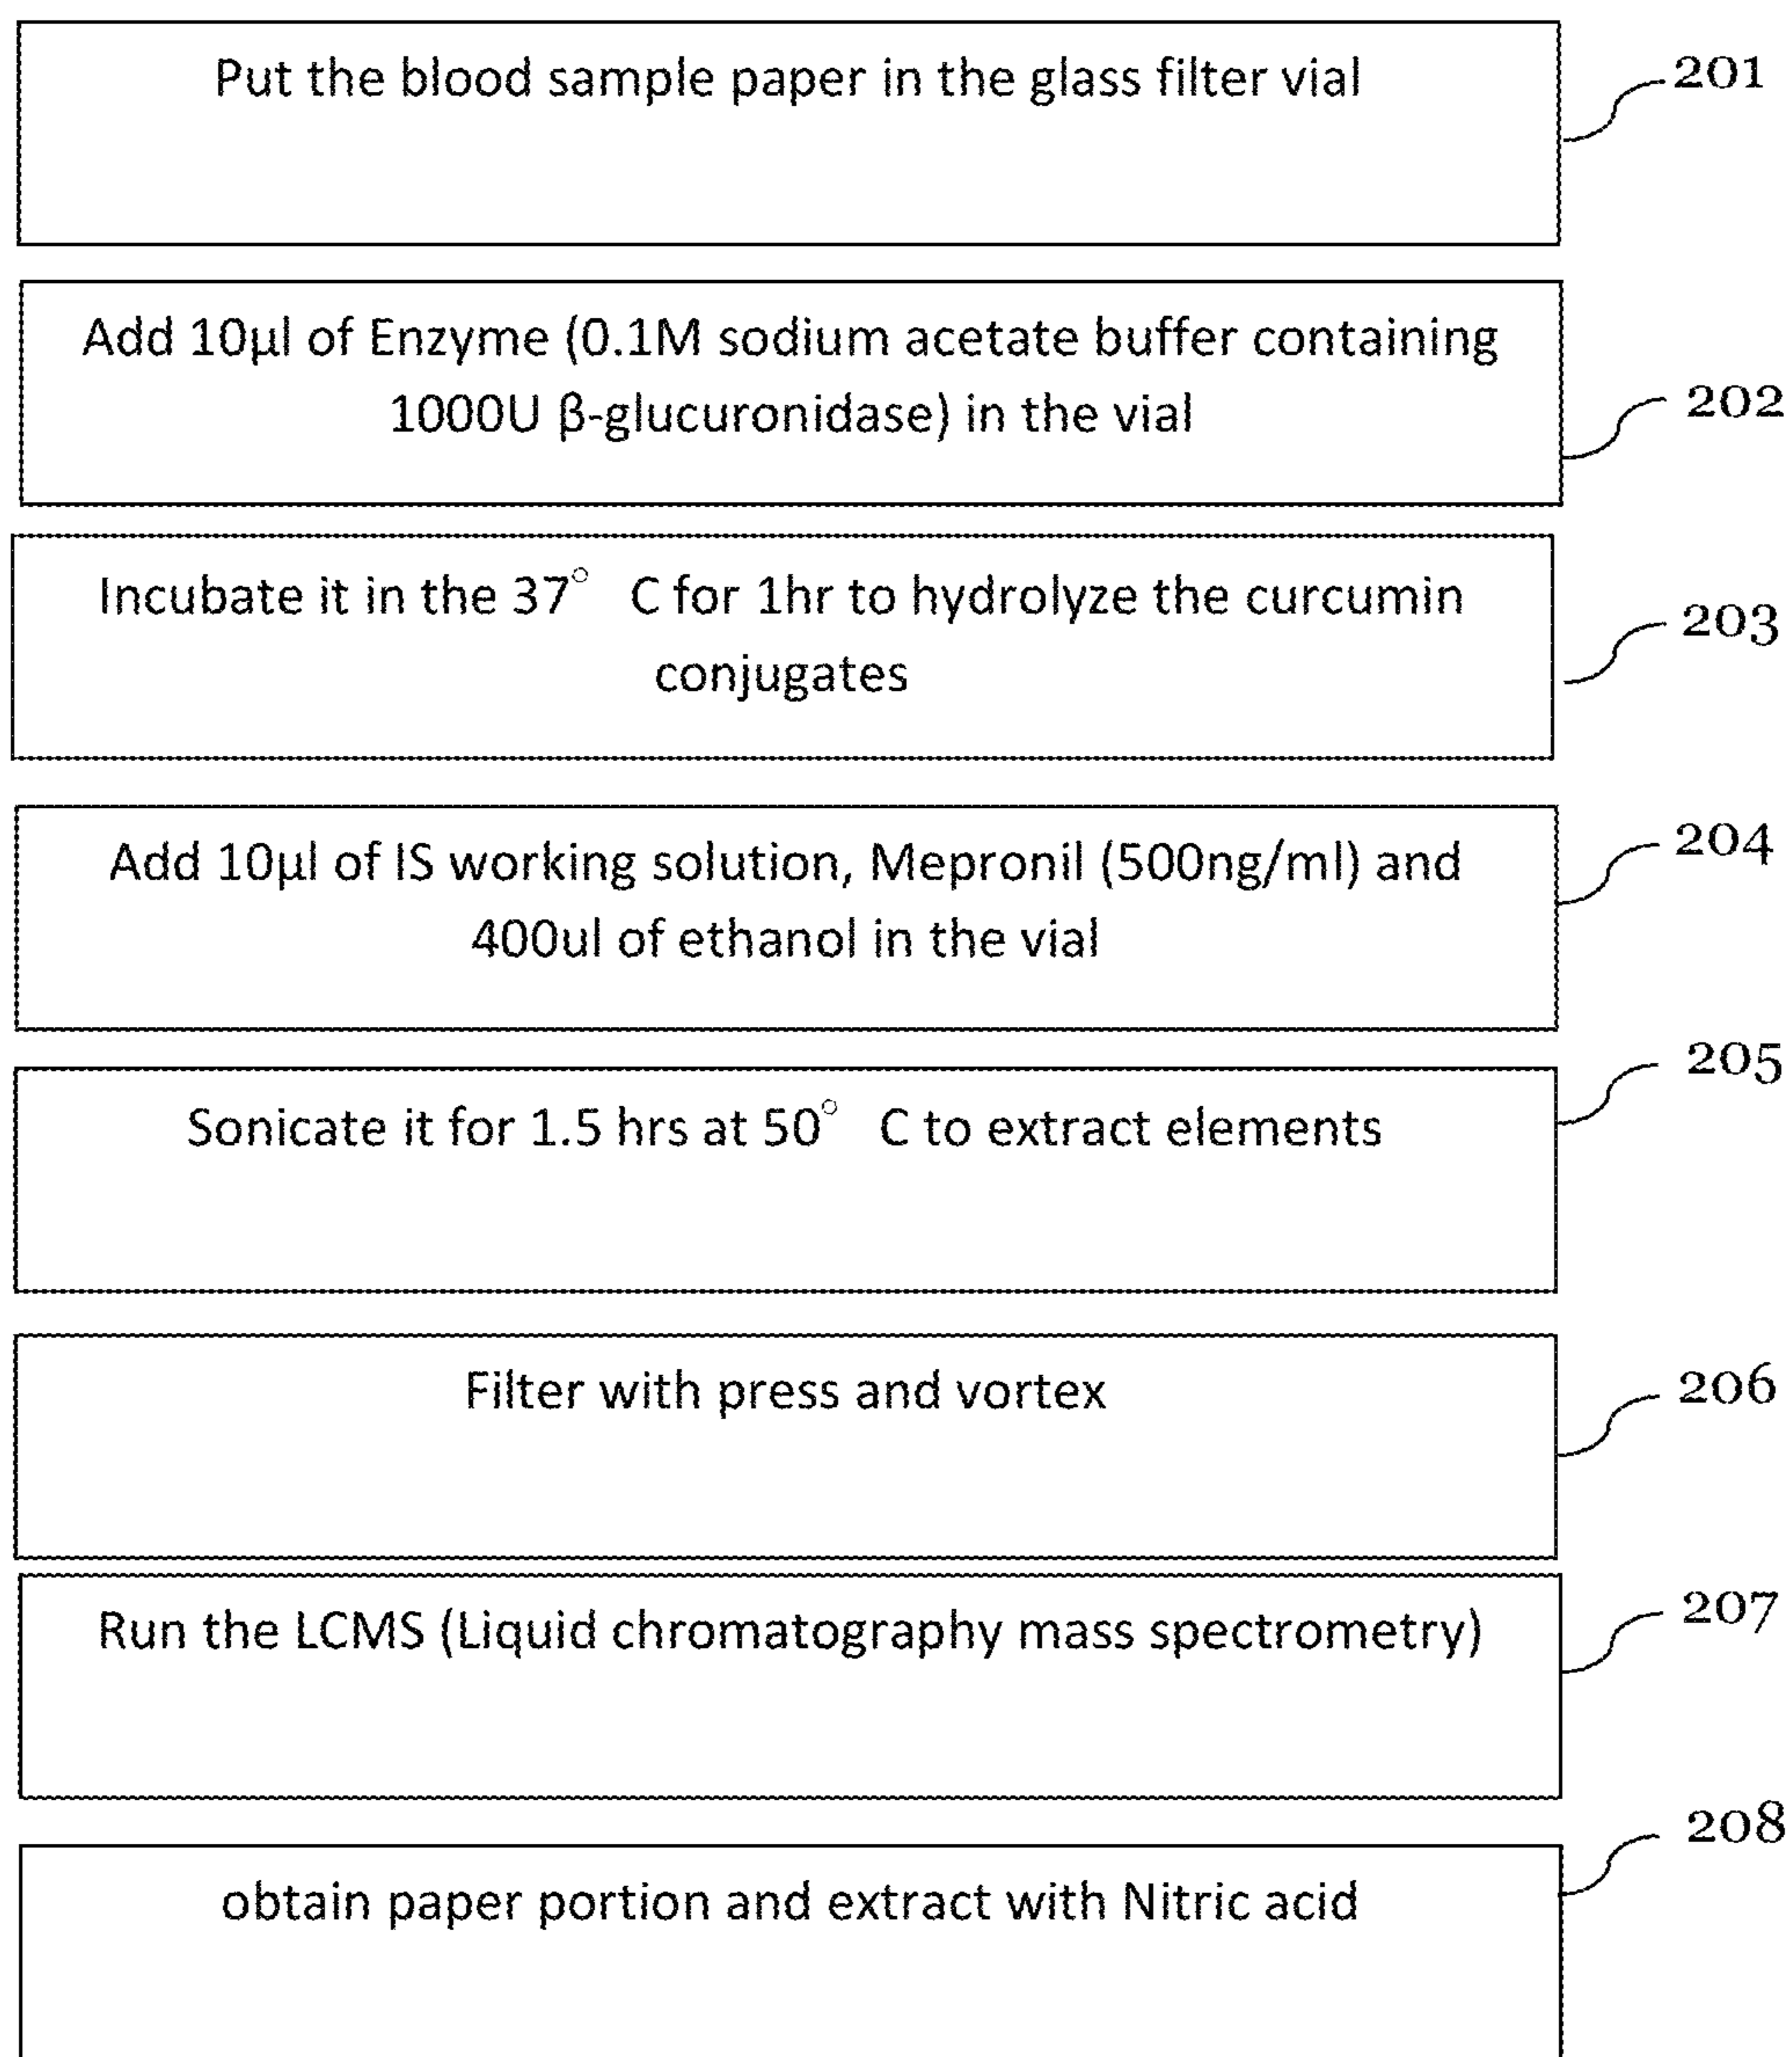 Put the blood sample paper in the glass filter vial
201
Add 10µl of Enzyme (0.1M sodium acetate buffer containing
1000U β-glucuronidase) in the vial
202
Incubate it in the 37° C for 1hr to hydrolyze the curcumin
conjugates
203
Add 10µl of IS working solution, Mepronil (500ng/ml) and
400ul of ethanol in the vial
204
Sonicate it for 1.5 hrs at 50° C to extract elements
205
Filter with press and vortex
206
Run the LCMS (Liquid chromatography mass spectrometry)
207
obtain paper portion and extract with Nitric acid
208